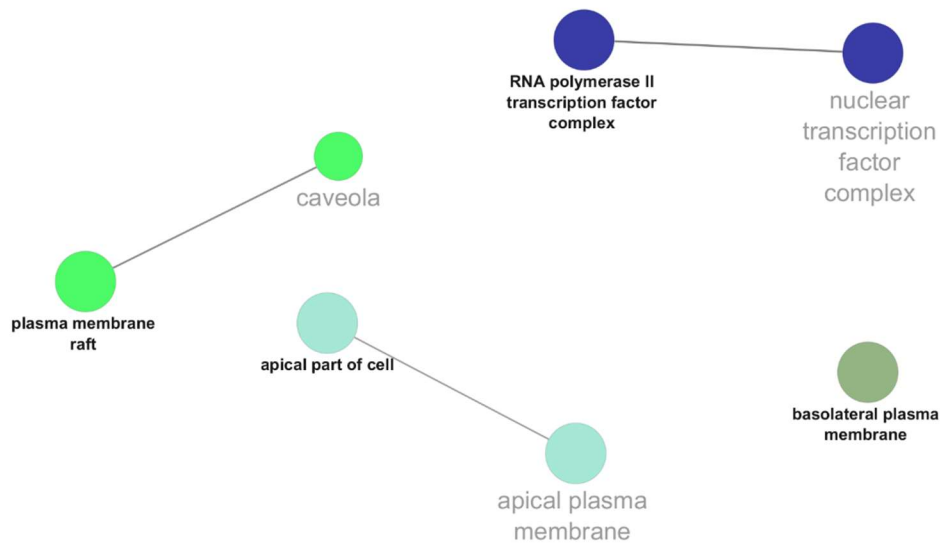 RNA polymerase II
transcription factor
complex
nuclear
transcription
factor
complex
caveola
plasma membrane
raft
apical part of cell
basolateral plasma
membrane
apical plasma
membrane